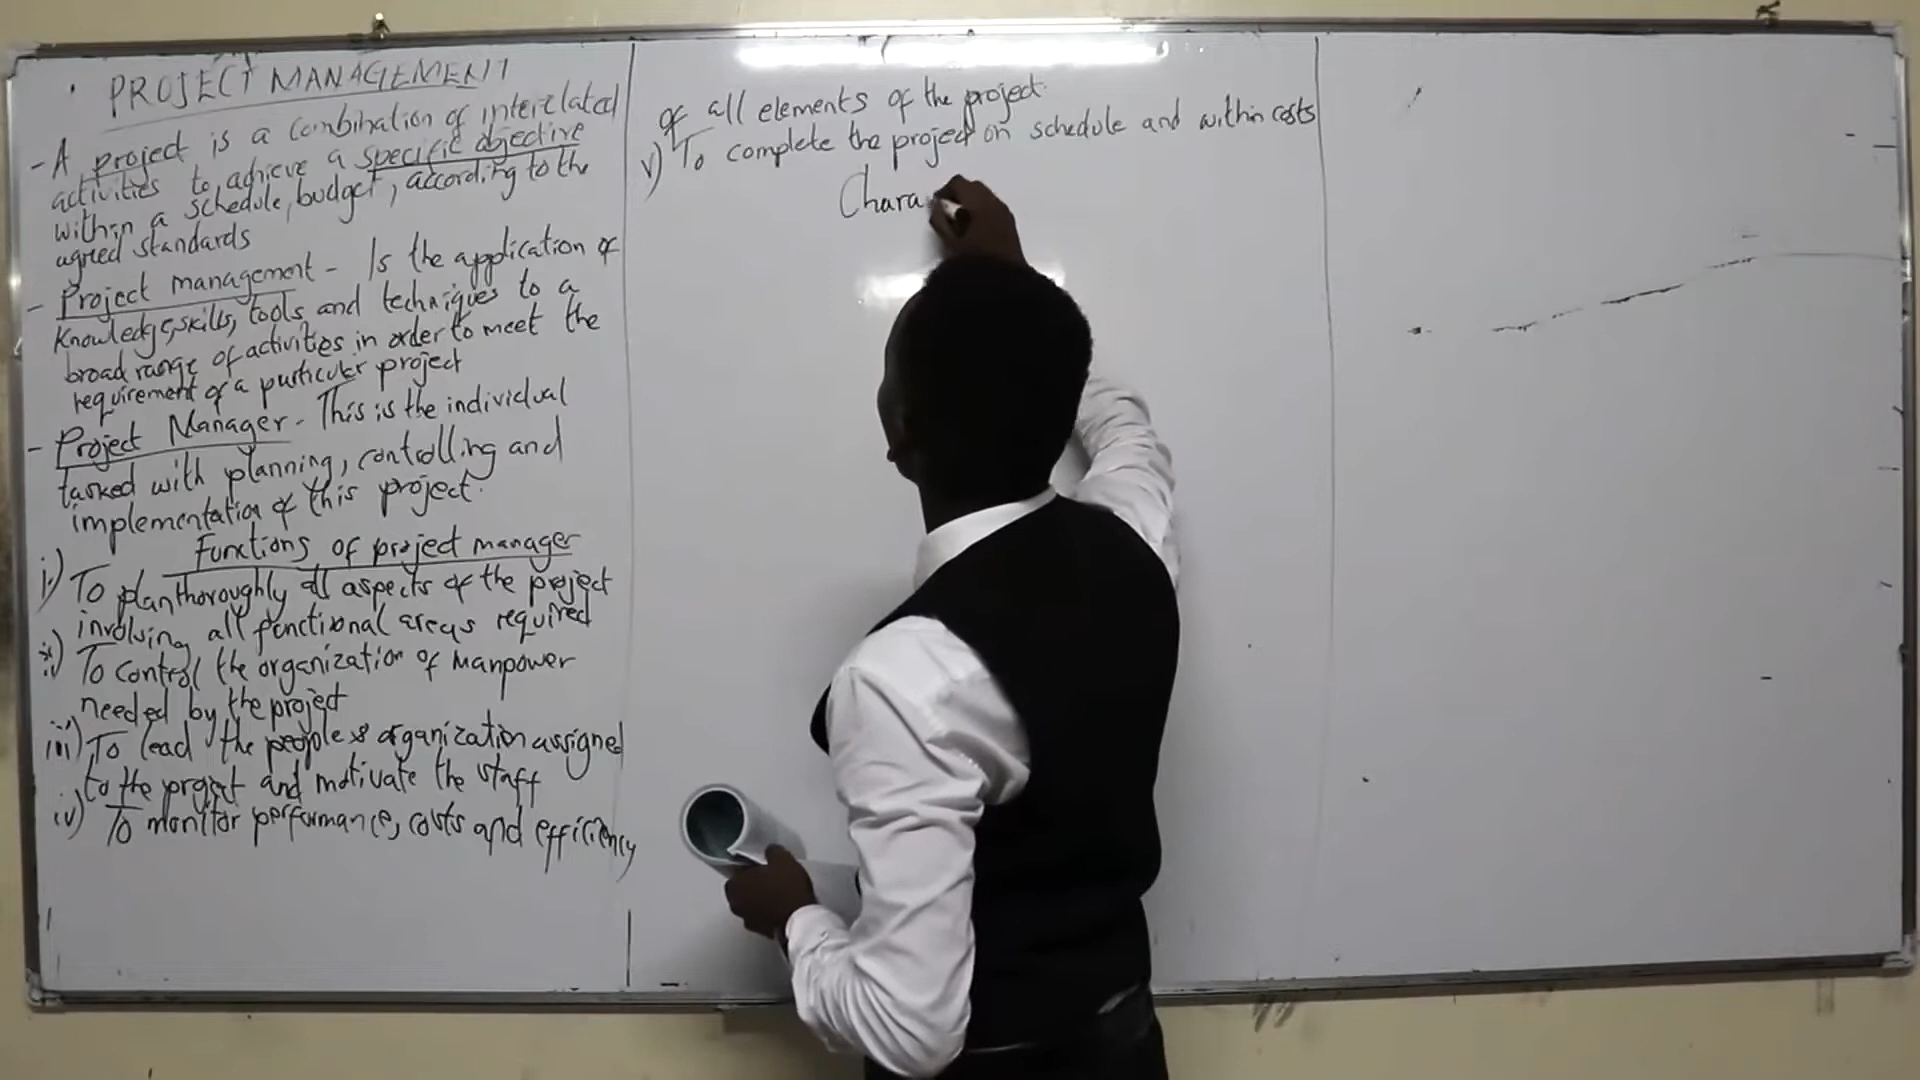 PROJECT MANAGEMENT
- A project is a combination of interelated
activities to achieve a specific objective
within a schedule, budget, according to the
agreed standards
- Project management - Is the application of
knowledge, skills, tools and techniques to a
broad range of activities in order to meet the
requirement of a particular project
- Project Manager - This is the individual
tasked with planning, controlling and
implementation of this project.
Functions of project manager
i) To plan thoroughly all aspects of the project
involving all functional areas required
ii) To control the organization of manpower
needed by the project
iii) To lead the people & organization assigned
to the project and motivate the staff
iv) To monitor performance, costs and efficiency
of all elements of the project.
v) To complete the project on schedule and within costs
Chara